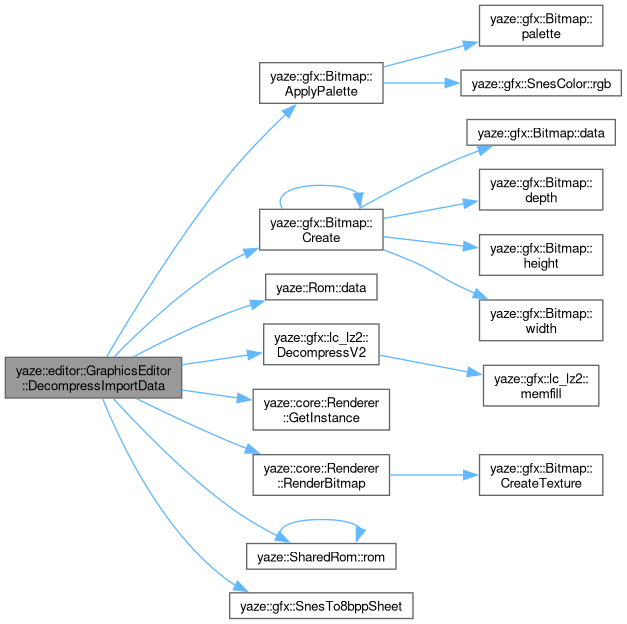 yaze::editor::GraphicsEditor
::DecompressImportData
yaze::gfx::Bitmap::
ApplyPalette
yaze::gfx::Bitmap::
palette
yaze::gfx::SnesColor::rgb
yaze::gfx::Bitmap::
Create
yaze::gfx::Bitmap::data
yaze::gfx::Bitmap::
depth
yaze::gfx::Bitmap::
height
yaze::gfx::Bitmap::
width
yaze::Rom::data
yaze::gfx::lc_lz2::
DecompressV2
yaze::gfx::lc_lz2::
memfill
yaze::core::Renderer
::GetInstance
yaze::core::Renderer
::RenderBitmap
yaze::gfx::Bitmap::
CreateTexture
yaze::SharedRom::rom
yaze::gfx::SnesTo8bppSheet